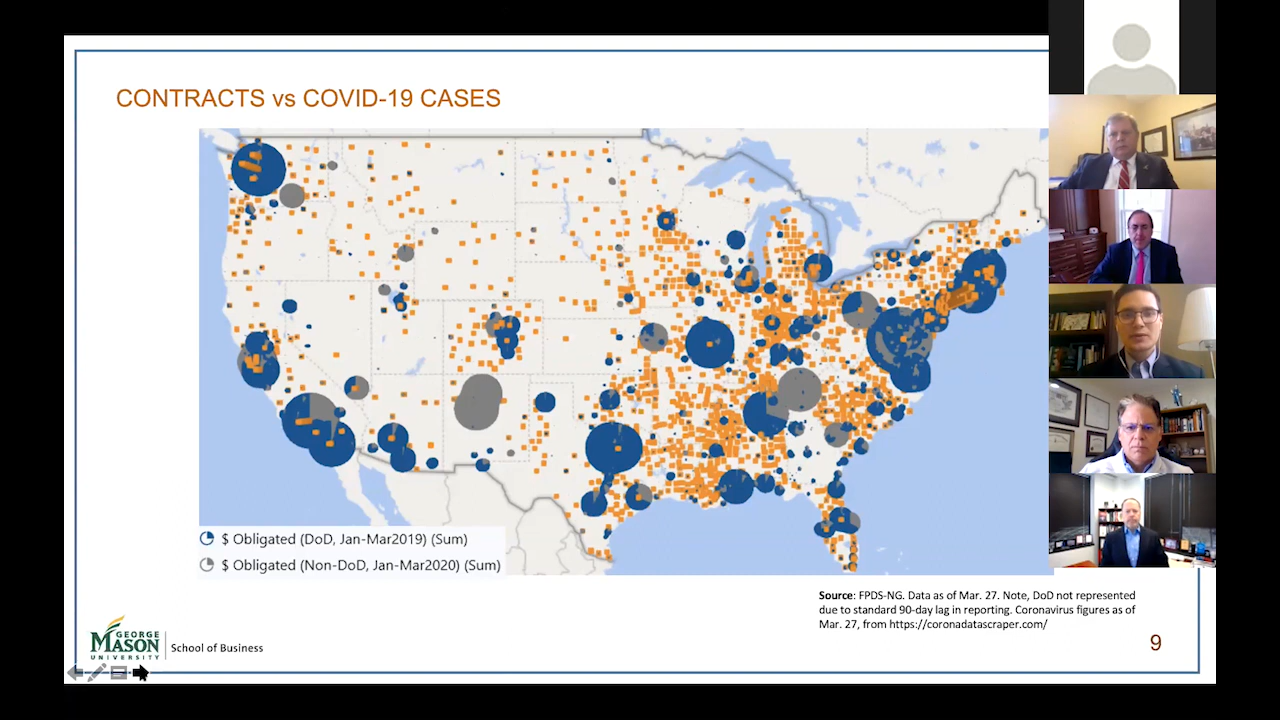 CONTRACTS vs COVID-19 CASES
$ Obligated (DoD, Jan-Mar2019) (Sum)
$ Obligated (Non-DoD, Jan-Mar2020) (Sum)
Source: FPDS-NG. Data as of Mar. 27. Note, DoD not represented
due to standard 90-day lag in reporting. Coronavirus figures as of
Mar. 27, from https://coronadatascraper.com/
GEORGE
MASON
UNIVERSITY
School of Business
9